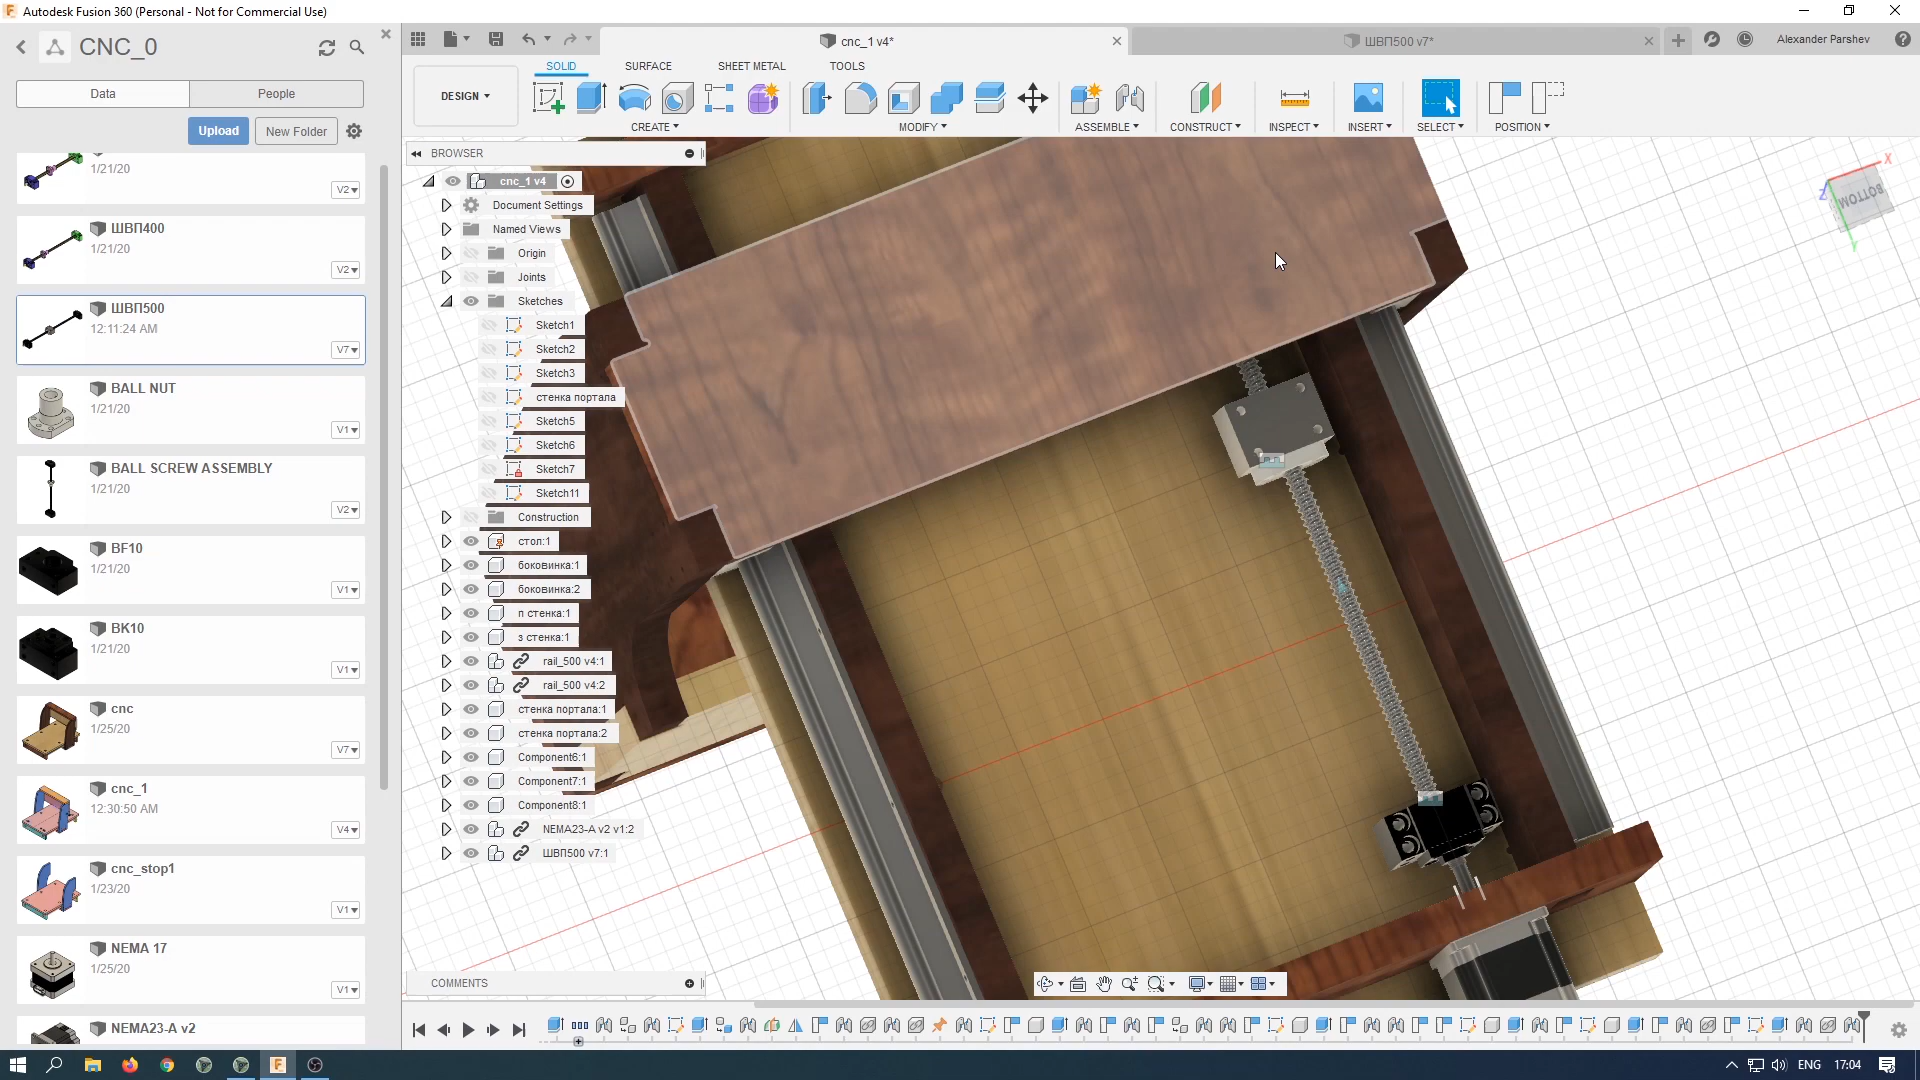 Autodesk Fusion 360 (Personal - Not for Commercial Use)
CNC_0
Data
People
Upload
New Folder
1/21/20
V2
ШВП400
1/21/20
V2
ШВП500
12:11:24 AM
V7
BALL NUT
1/21/20
V1
BALL SCREW ASSEMBLY
1/21/20
V2
BF10
1/21/20
V1
BK10
1/21/20
V1
cnc
1/25/20
V7
cnc_1
12:30:50 AM
V4
cnc_stop1
1/23/20
V1
NEMA 17
1/25/20
V1
NEMA23-A v2
cnc_1 v4*
ШВП500 v7*
Alexander Parshev
DESIGN
SOLID
SURFACE
SHEET METAL
TOOLS
CREATE
MODIFY
ASSEMBLE
CONSTRUCT
INSPECT
INSERT
SELECT
POSITION
BROWSER
cnc_1 v4
Document Settings
Named Views
Origin
Joints
Sketches
Sketch1
Sketch2
Sketch3
стенка портала
Sketch5
Sketch6
Sketch7
Sketch11
Construction
стол:1
боковинка:1
боковинка:2
п стенка:1
з стенка:1
rail_500 v4:1
rail_500 v4:2
стенка портала:1
стенка портала:2
Component6:1
Component7:1
Component8:1
NEMA23-A v2 v1:2
ШВП500 v7:1
X
Z
BOTTOM
Y
COMMENTS
ENG
17:04